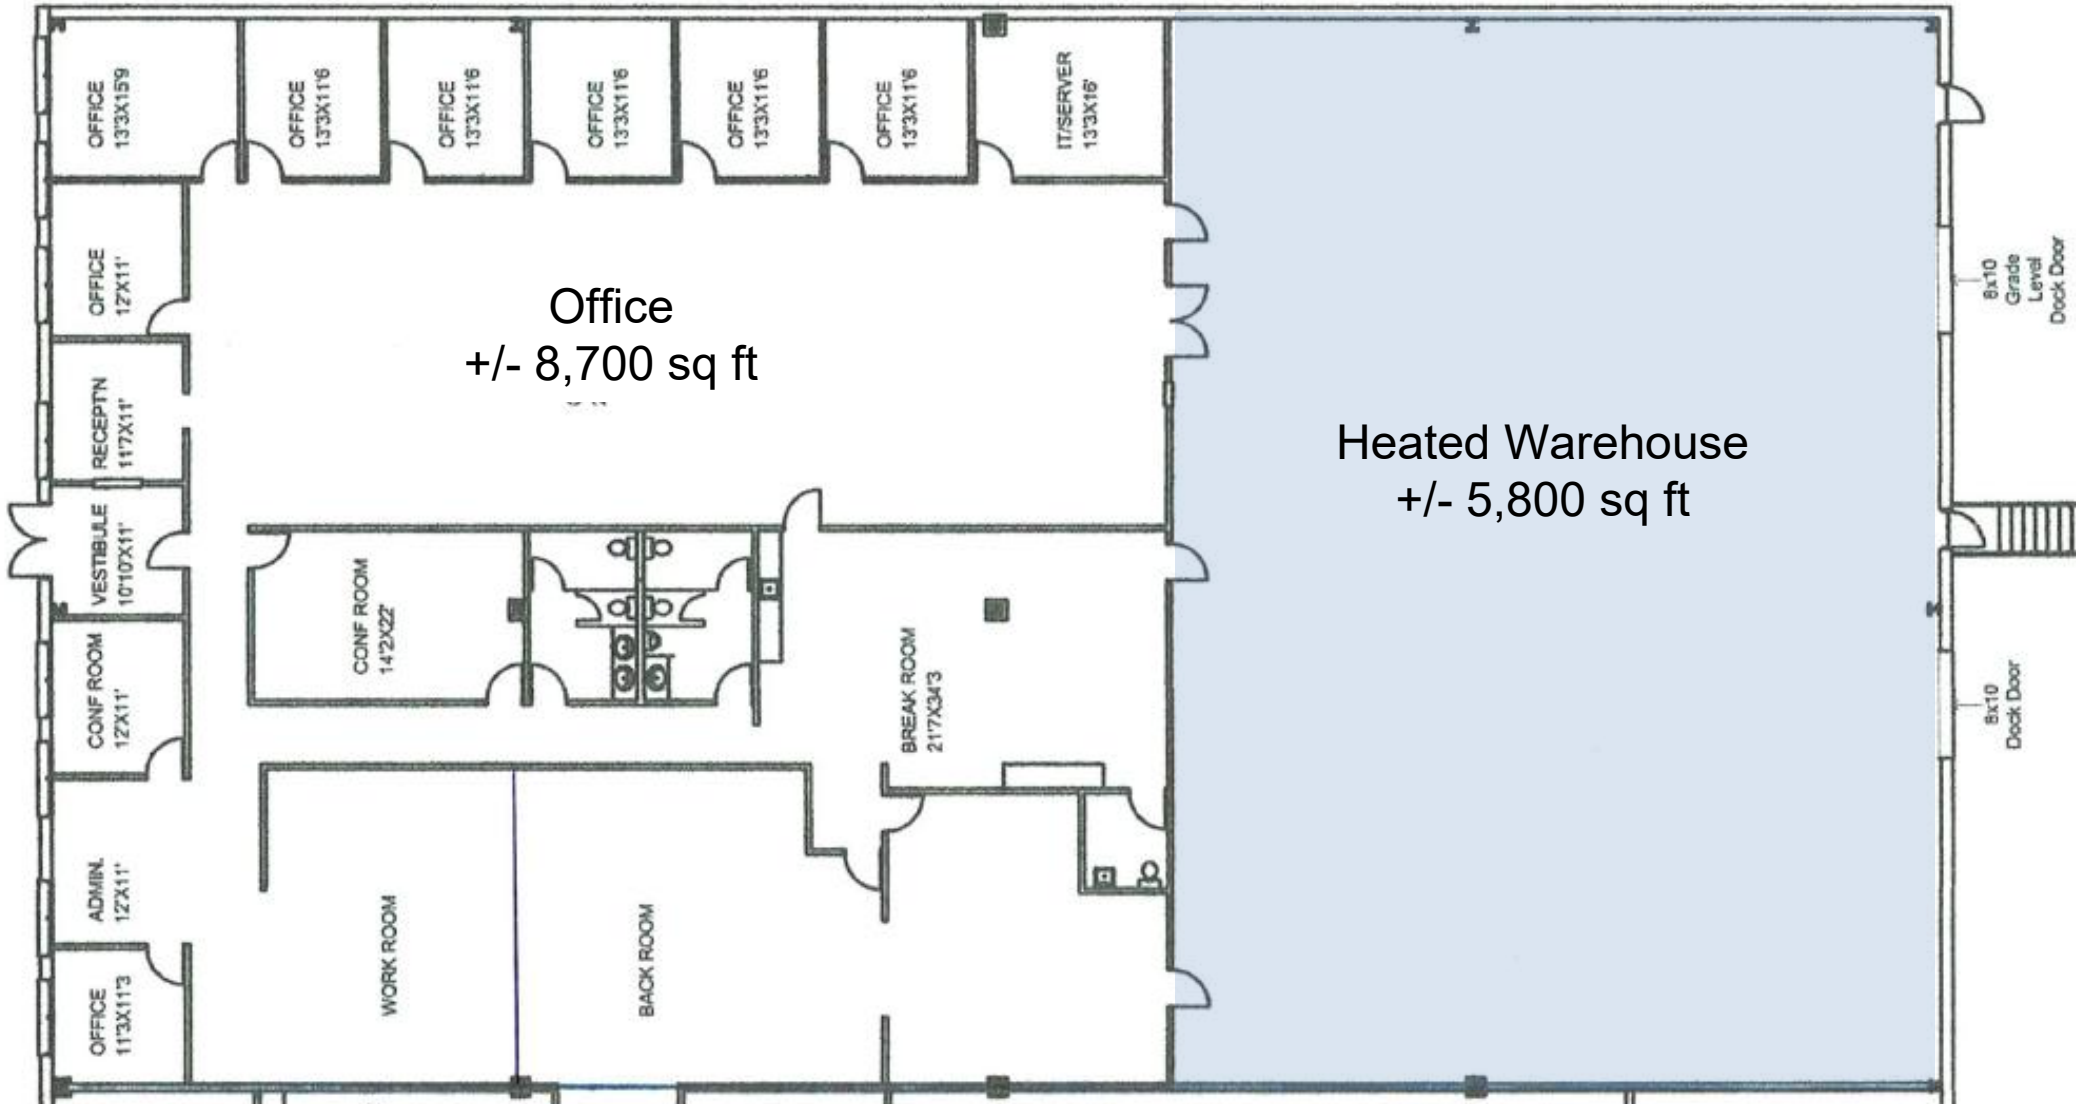 OFFICE
13'3X15'9
OFFICE
13'3X11'6
OFFICE
13'3X11'6
OFFICE
13'3X11'6
OFFICE
13'3X11'6
OFFICE
13'3X11'6
IT/SERVER
13'3X16'
OFFICE
12'X11'
Office
+/- 8,700 sq ft
8x10
Grade
Level
Dock Door
RECEPT'N
11'7X11'
Heated Warehouse
+/- 5,800 sq ft
VESTIBULE
10'10'X11'
CONF ROOM
14'2X22'
CONF ROOM
12'X11'
BREAK ROOM
21'7X34'3
8x10
Dock Door
ADMIN.
12'X11'
WORK ROOM
BACK ROOM
OFFICE
11'3X11'3